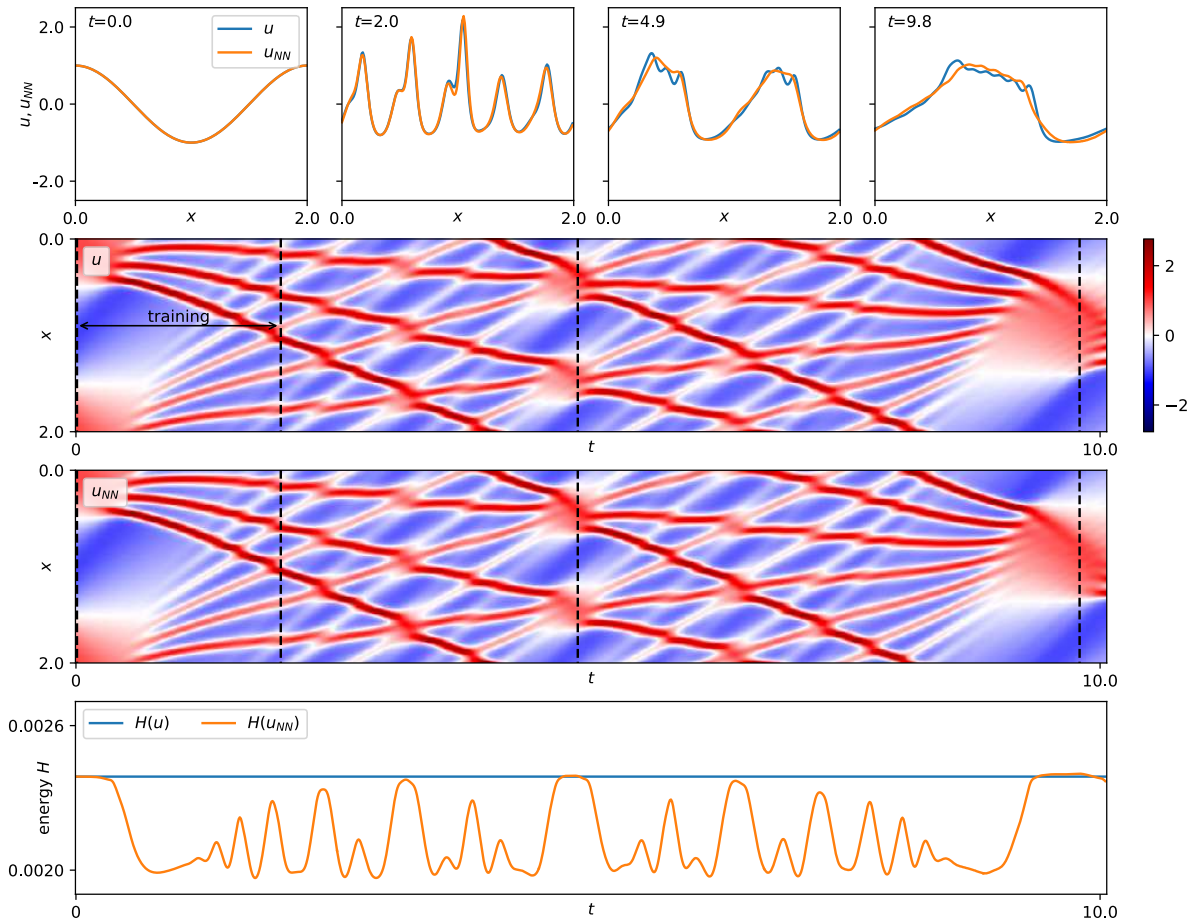 t=0.0
u
u_NN
t=2.0
t=4.9
t=9.8
2.0
0.0
-2.0
u, u_NN
0.0 x 2.0
0.0 x 2.0
0.0 x 2.0
0.0 x 2.0
0.0
u
training
x
2.0
0 t 10.0
2
0
−2
0.0
u_NN
x
2.0
0 t 10.0
0.0026
H(u) H(u_NN)
energy H
0.0020
0 t 10.0